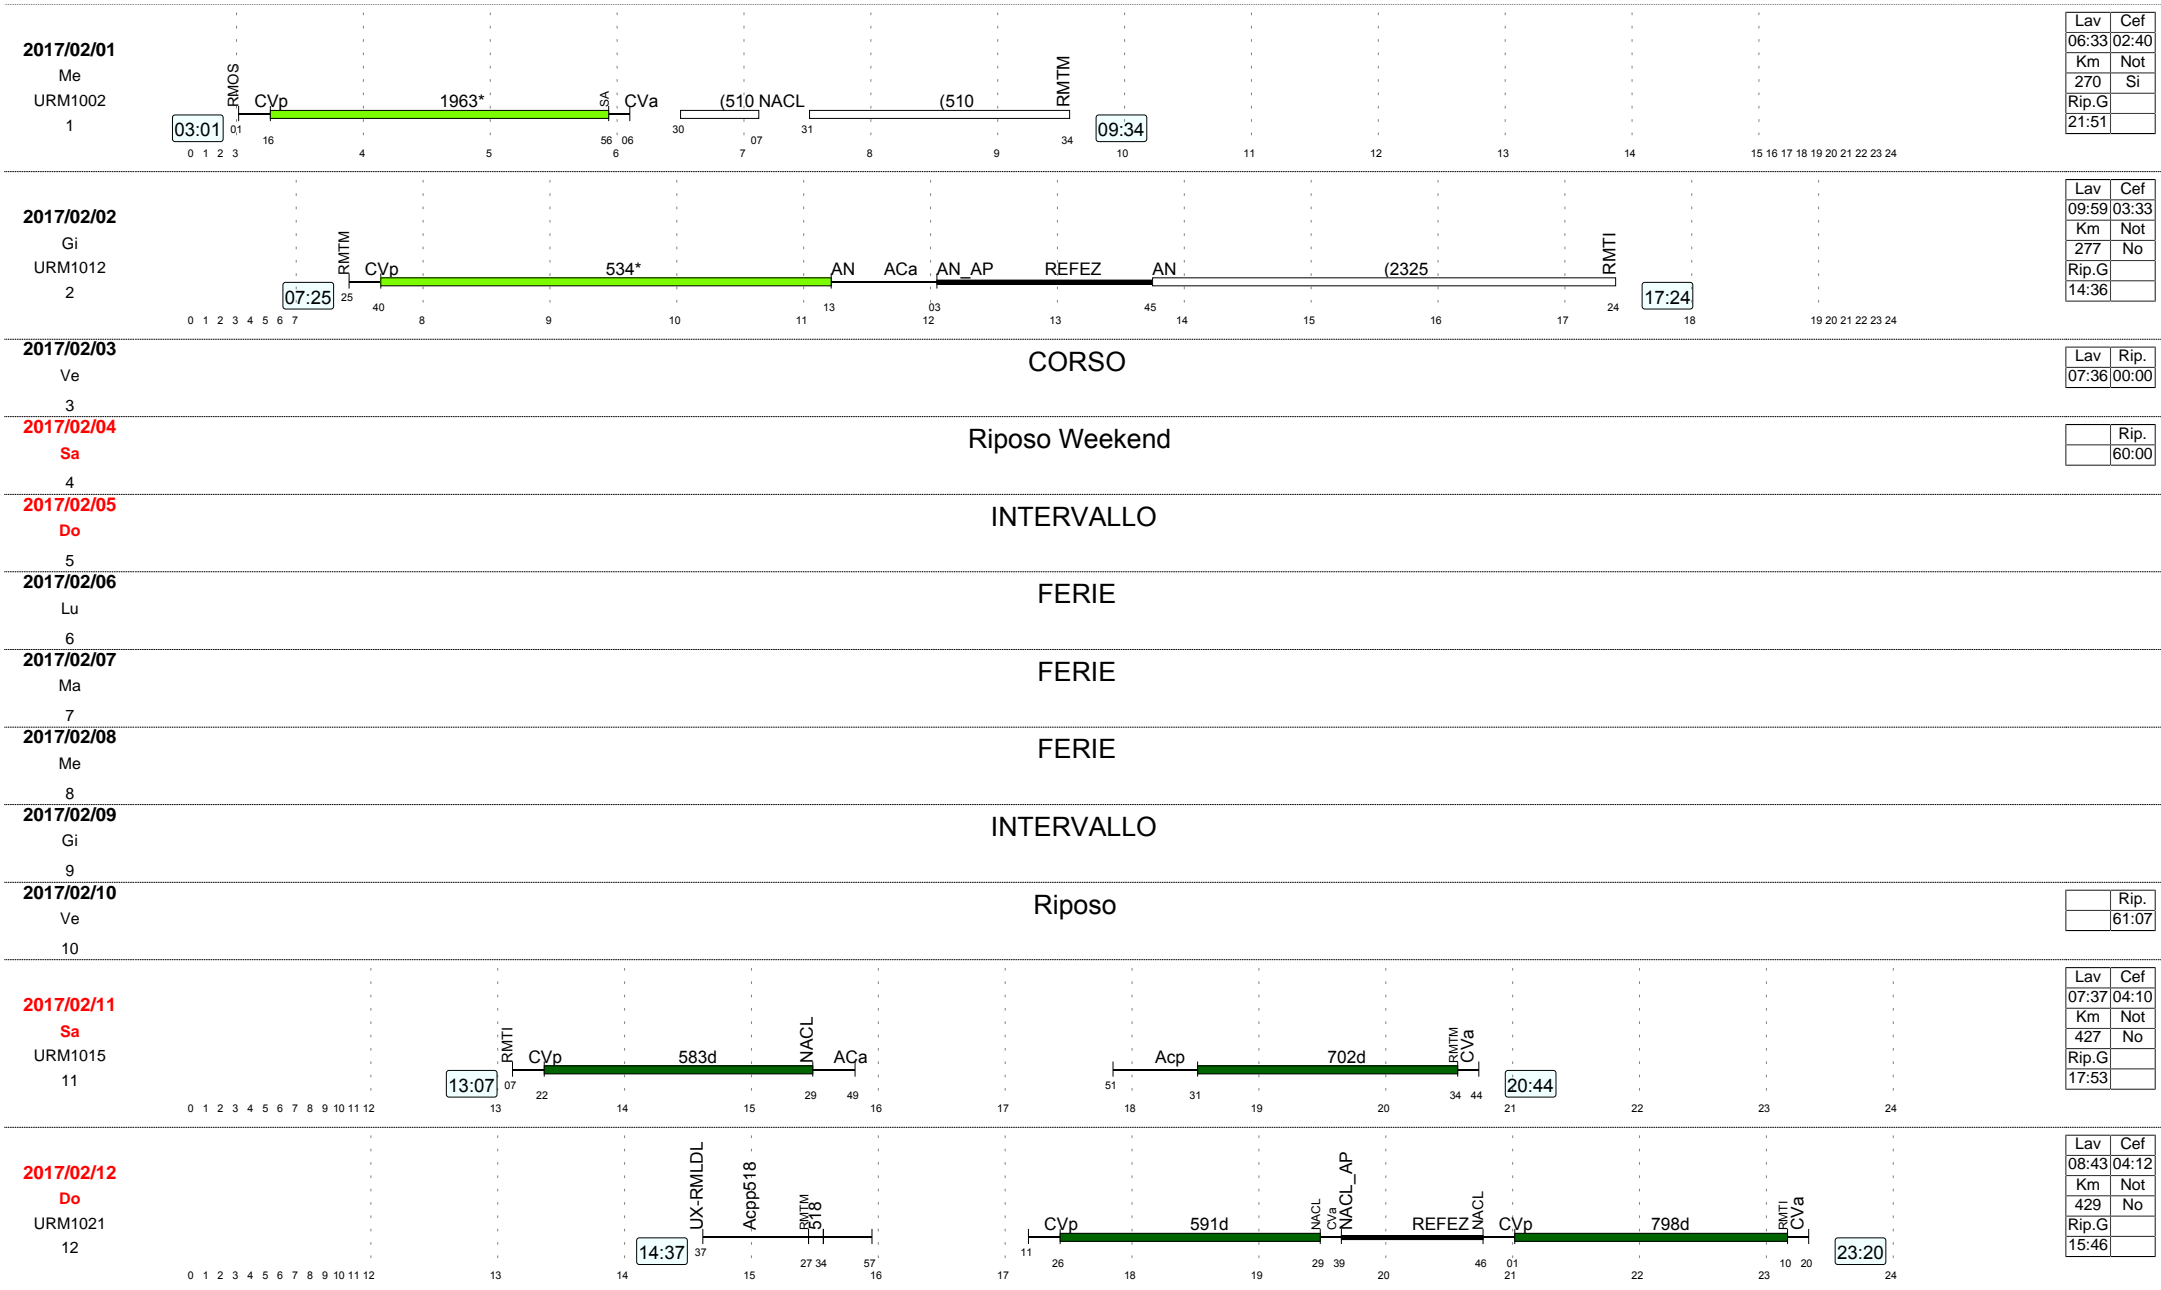 2017/02/01
Me
URM1002
1
03:01
RMOS CVp 1963* SA CVa (510 NACL (510 RMTM
01 16 56 06 30 07 31 34
09:34
0 1 2 3 4 5 6 7 8 9 10 11 12 13 14 15 16 17 18 19 20 21 22 23 24
Lav Cef
06:33 02:40
Km Not
270 Si
Rip.G
21:51
2017/02/02
Gi
URM1012
2
07:25
RMTM CVp 534* AN ACa AN_AP REFEZ AN (2325 RMTI
25 40 13 03 45 24
17:24
0 1 2 3 4 5 6 7 8 9 10 11 12 13 14 15 16 17 18 19 20 21 22 23 24
Lav Cef
09:59 03:33
Km Not
277 No
Rip.G
14:36
2017/02/03
Ve
3
CORSO
Lav Rip.
07:36 00:00
2017/02/04
Sa
4
Riposo Weekend
Rip.
60:00
2017/02/05
Do
5
INTERVALLO
2017/02/06
Lu
6
FERIE
2017/02/07
Ma
7
FERIE
2017/02/08
Me
8
FERIE
2017/02/09
Gi
9
INTERVALLO
2017/02/10
Ve
10
Riposo
Rip.
61:07
2017/02/11
Sa
URM1015
11
13:07
RMTI CVp 583d NACL ACa Acp 702d RMTM CVa
07 22 29 49 51 31 34 44
20:44
0 1 2 3 4 5 6 7 8 9 10 11 12 13 14 15 16 17 18 19 20 21 22 23 24
Lav Cef
07:37 04:10
Km Not
427 No
Rip.G
17:53
2017/02/12
Do
URM1021
12
14:37
UX-RMLDL Acpp518 RMTM 518 CVp 591d NACL CVa NACL_AP REFEZ NACL CVp 798d RMTI CVa
37 27 34 57 11 26 29 39 46 01 10 20
23:20
0 1 2 3 4 5 6 7 8 9 10 11 12 13 14 15 16 17 18 19 20 21 22 23 24
Lav Cef
08:43 04:12
Km Not
429 No
Rip.G
15:46